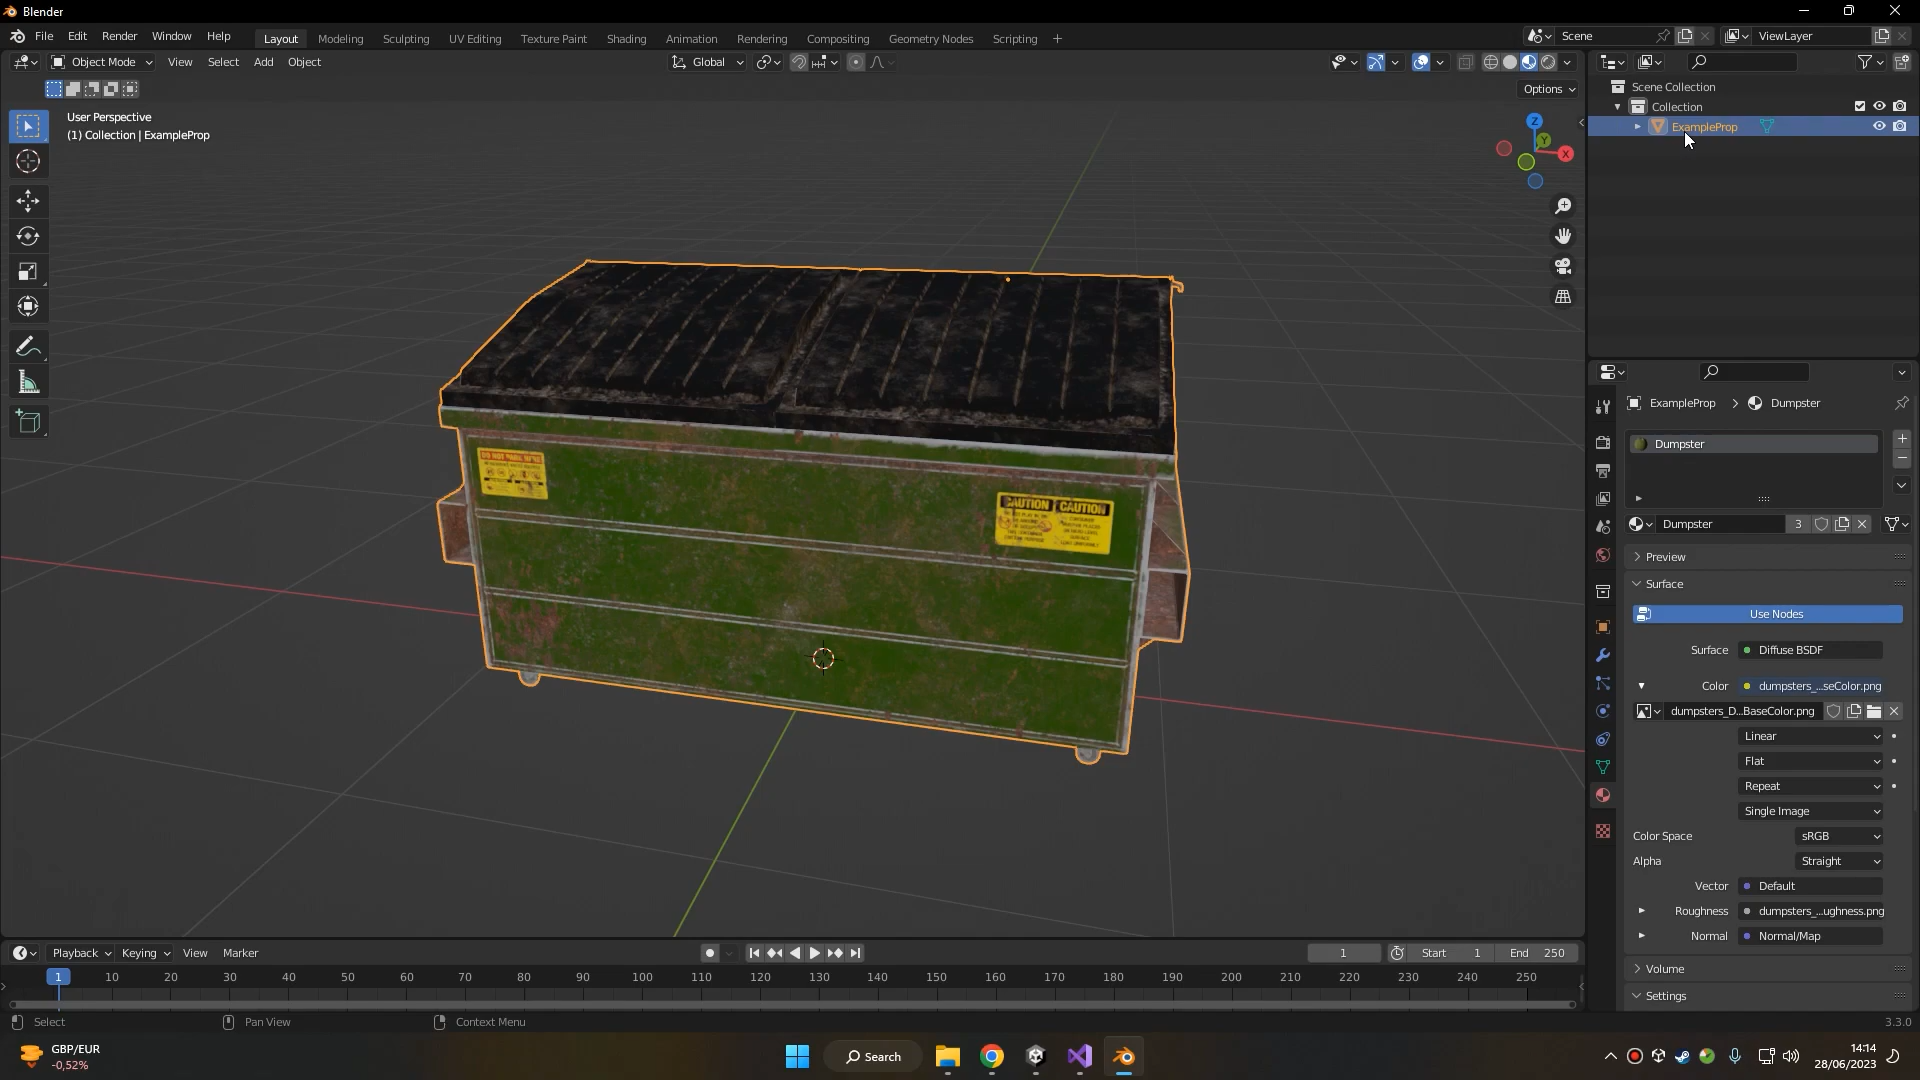 Blender
File Edit Render Window Help
Layout Modeling Sculpting UV Editing Texture Paint Shading Animation Rendering Compositing Geometry Nodes Scripting +
Scene
ViewLayer
Object Mode View Select Add Object
Global
Options
User Perspective
(1) Collection | ExampleProp
Z
Y
X
DO NOT PARK HERE
CAUTION CAUTION
Scene Collection
Collection
ExampleProp
ExampleProp > Dumpster
Dumpster
Dumpster 3
Preview
Surface
Use Nodes
Surface Diffuse BSDF
Color dumpsters_...seColor.png
dumpsters_D...BaseColor.png
Linear
Flat
Repeat
Single Image
Color Space sRGB
Alpha Straight
Vector Default
Roughness dumpsters_...ughness.png
Normal Normal/Map
Volume
Settings
Playback Keying View Marker
1 Start 1 End 250
1 10 20 30 40 50 60 70 80 90 100 110 120 130 140 150 160 170 180 190 200 210 220 230 240 250
Select Pan View Context Menu
3.3.0
GBP/EUR
-0,52%
Search
14:14
28/06/2023